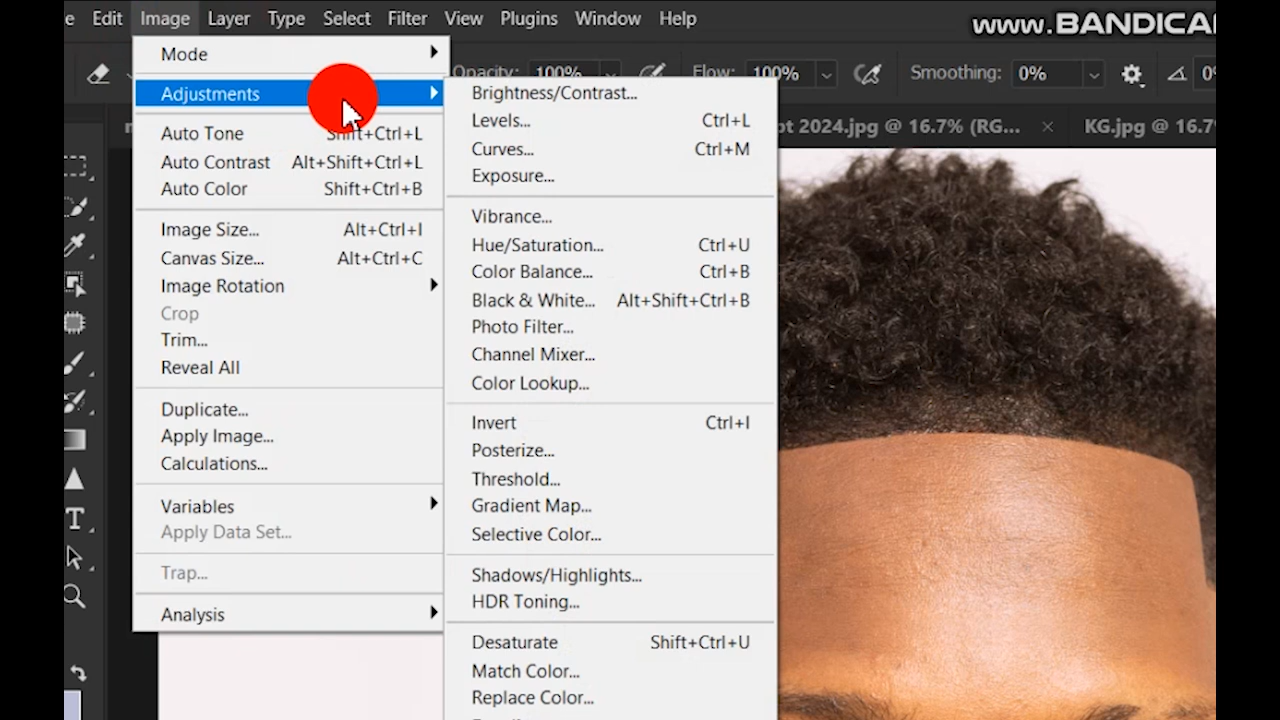 Edit Image Layer Type Select Filter View Plugins Window Help
www.BANDICA
Opacity: 100% Flow: 100% Smoothing: 0%
pt 2024.jpg @ 16.7% (RG... × KG.jpg @ 16.7%
Mode
Adjustments
Auto Tone Shift+Ctrl+L
Auto Contrast Alt+Shift+Ctrl+L
Auto Color Shift+Ctrl+B
Image Size... Alt+Ctrl+I
Canvas Size... Alt+Ctrl+C
Image Rotation
Crop
Trim...
Reveal All
Duplicate...
Apply Image...
Calculations...
Variables
Apply Data Set...
Trap...
Analysis
Brightness/Contrast...
Levels... Ctrl+L
Curves... Ctrl+M
Exposure...
Vibrance...
Hue/Saturation... Ctrl+U
Color Balance... Ctrl+B
Black & White... Alt+Shift+Ctrl+B
Photo Filter...
Channel Mixer...
Color Lookup...
Invert Ctrl+I
Posterize...
Threshold...
Gradient Map...
Selective Color...
Shadows/Highlights...
HDR Toning...
Desaturate Shift+Ctrl+U
Match Color...
Replace Color...